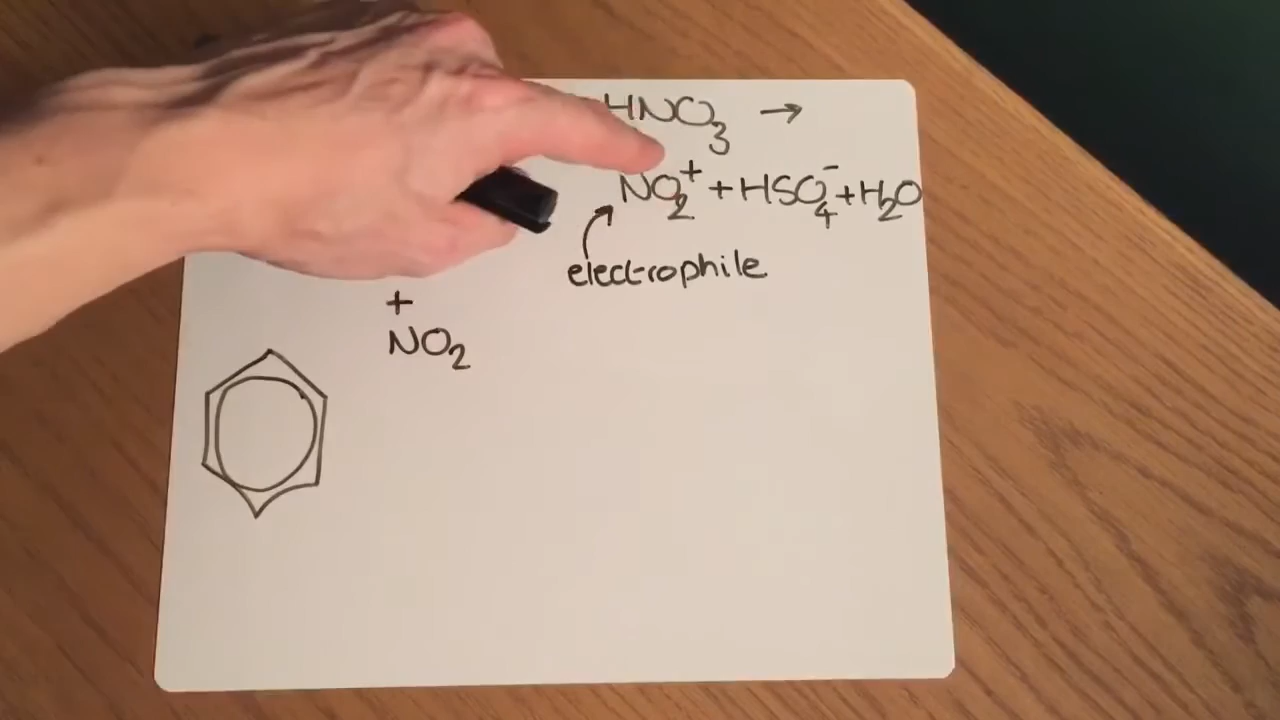 HNO₃ →
NO₂⁺ + HSO₄⁻ + H₂O
electrophile
+
NO₂